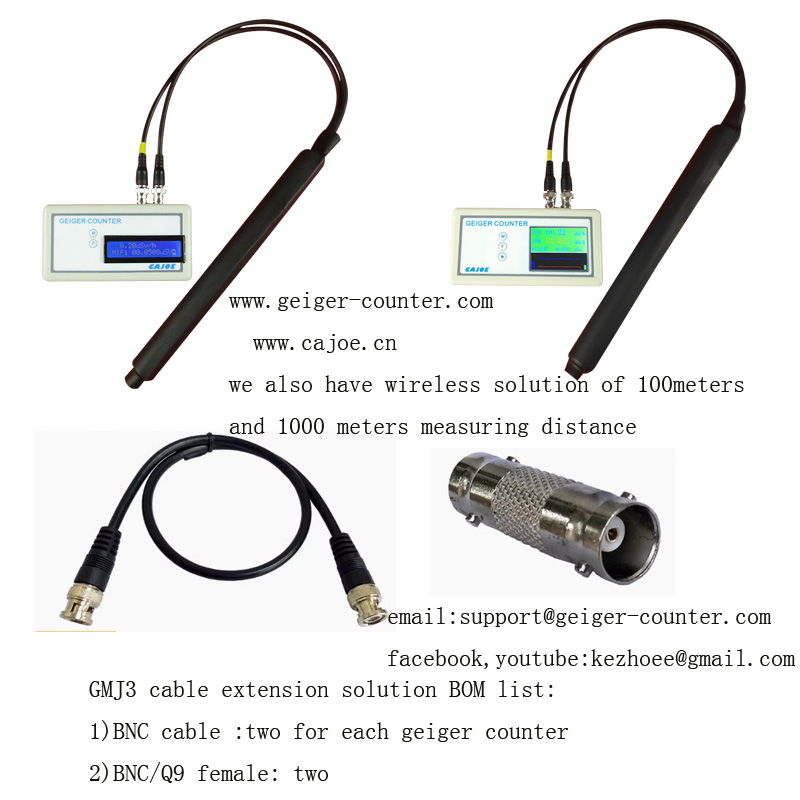 GEIGER COUNTER
M
F
0.20uSv/h
CAJOE
GEIGER COUNTER
CAJOE
www.geiger-counter.com
www.cajoe.cn
we also have wireless solution of 100meters
and 1000 meters measuring distance
email:support@geiger-counter.com
facebook,youtube:kezhoee@gmail.com
GMJ3 cable extension solution BOM list:
1)BNC cable :two for each geiger counter
2)BNC/Q9 female: two